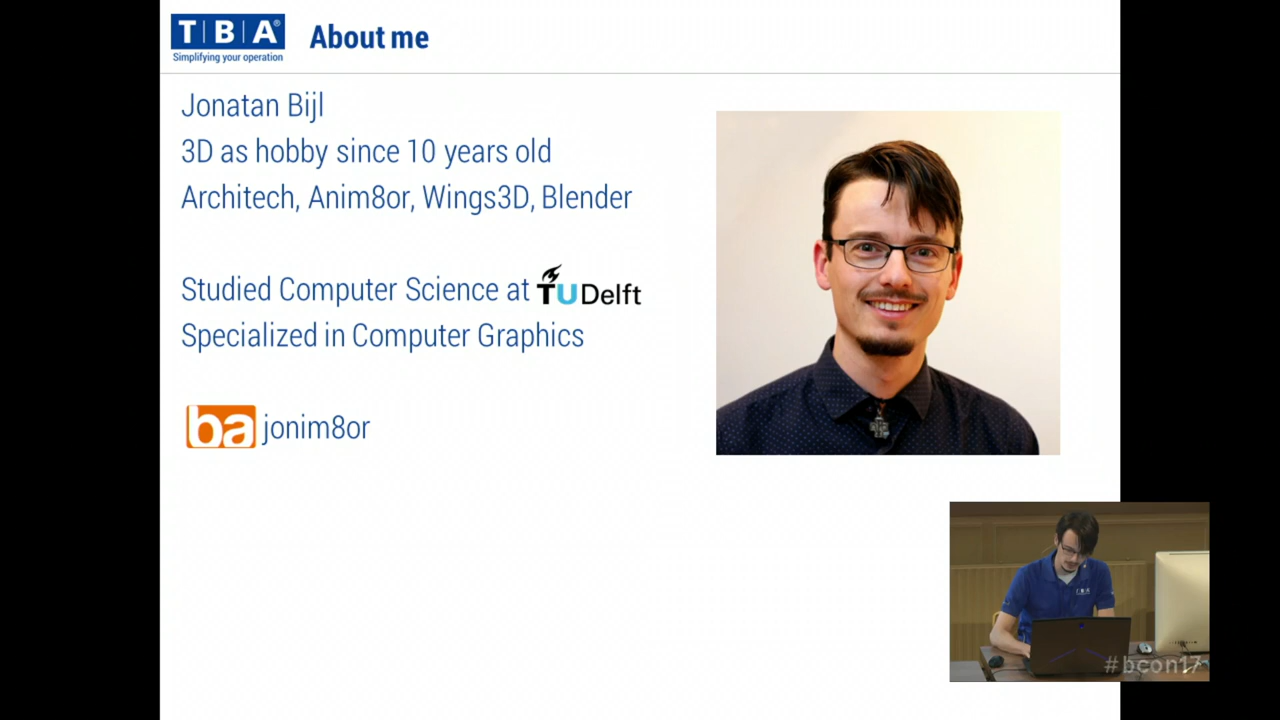 T|B|A®
Simplifying your operation
About me
Jonatan Bijl
3D as hobby since 10 years old
Architech, Anim8or, Wings3D, Blender
Studied Computer Science at TU Delft
Specialized in Computer Graphics
ba jonim8or
T|B|A
#bcon17